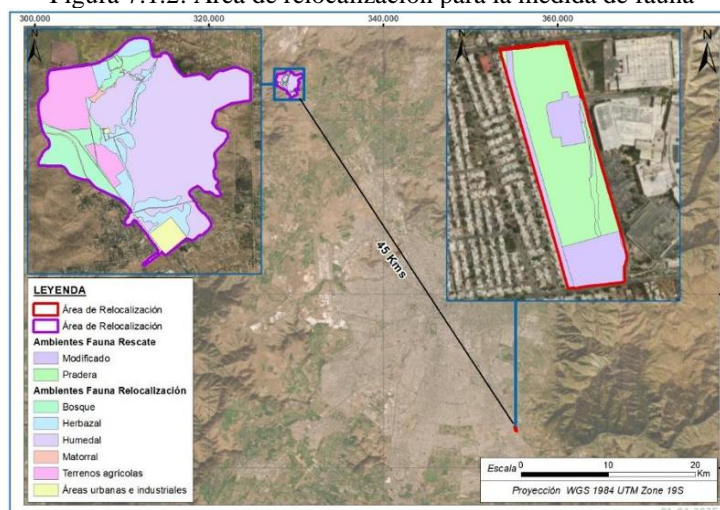 Figura 7.1.2: Área de relocalización para la medida de fauna
300.000 320.000 340.000 360.000
N
N
45 Kms
LEYENDA
Área de Relocalización
Área de Relocalización
Ambientes Fauna Rescate
Modificado
Pradera
Ambientes Fauna Relocalización
Bosque
Herbazal
Humedal
Matorral
Terrenos agrícolas
Áreas urbanas e industriales
Escala 0 10 20
Km
Proyección WGS 1984 UTM Zone 19S